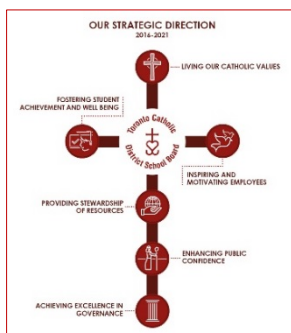 OUR STRATEGIC DIRECTION
2016-2021
LIVING OUR CATHOLIC VALUES
FOSTERING STUDENT
ACHIEVEMENT AND WELL BEING
Toronto Catholic
District School Board
INSPIRING AND
MOTIVATING EMPLOYEES
PROVIDING STEWARDSHIP
OF RESOURCES
ENHANCING PUBLIC
CONFIDENCE
ACHIEVING EXCELLENCE IN
GOVERNANCE